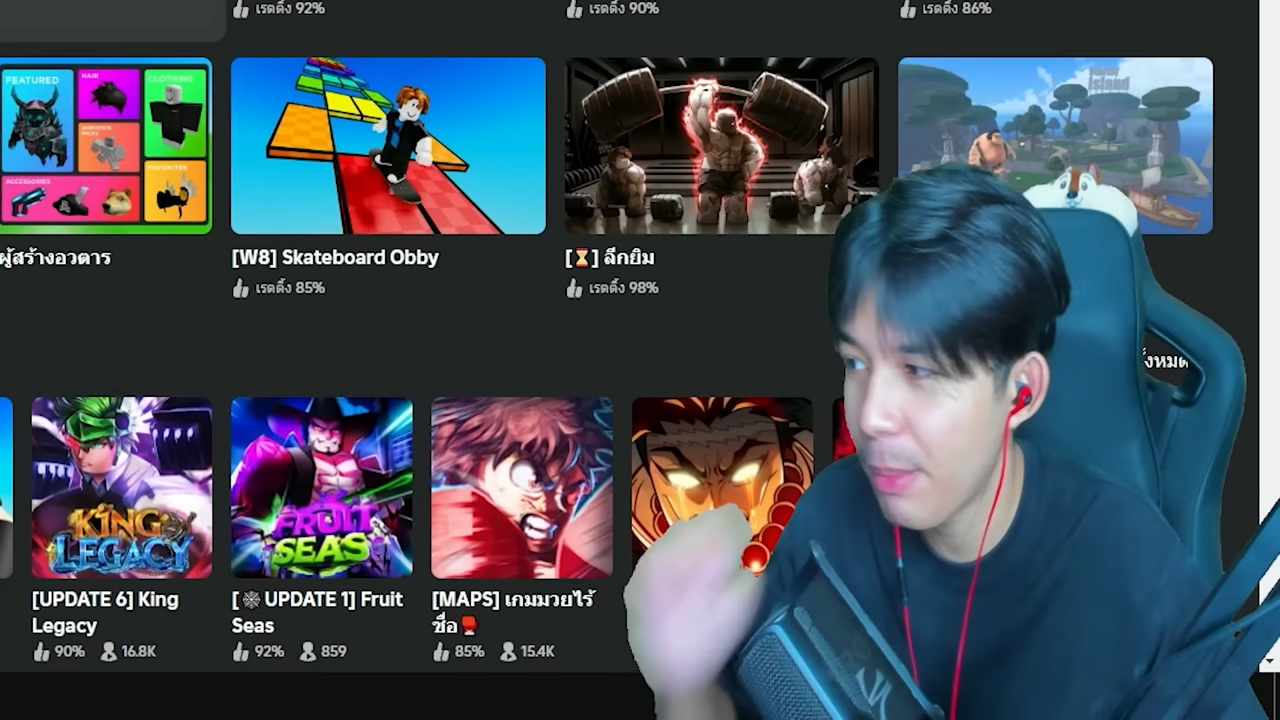 เรตติ้ง 92%
เรตติ้ง 90%
เรตติ้ง 86%
FEATURED
HAIR
CLOTHING
ANIMATION PACKS
ACCESSORIES
FAVORITES
ผู้สร้างอวตาร
[W8] Skateboard Obby
[⏳] ลีกยิม
เรตติ้ง 85%
เรตติ้ง 98%
KING
LEGACY
FRUIT
SEAS
[UPDATE 6] King
Legacy
[🕸️UPDATE 1] Fruit
Seas
[MAPS] เกมมวยไร้
ชื่อ🥊
90% 16.8K
92% 859
85% 15.4K